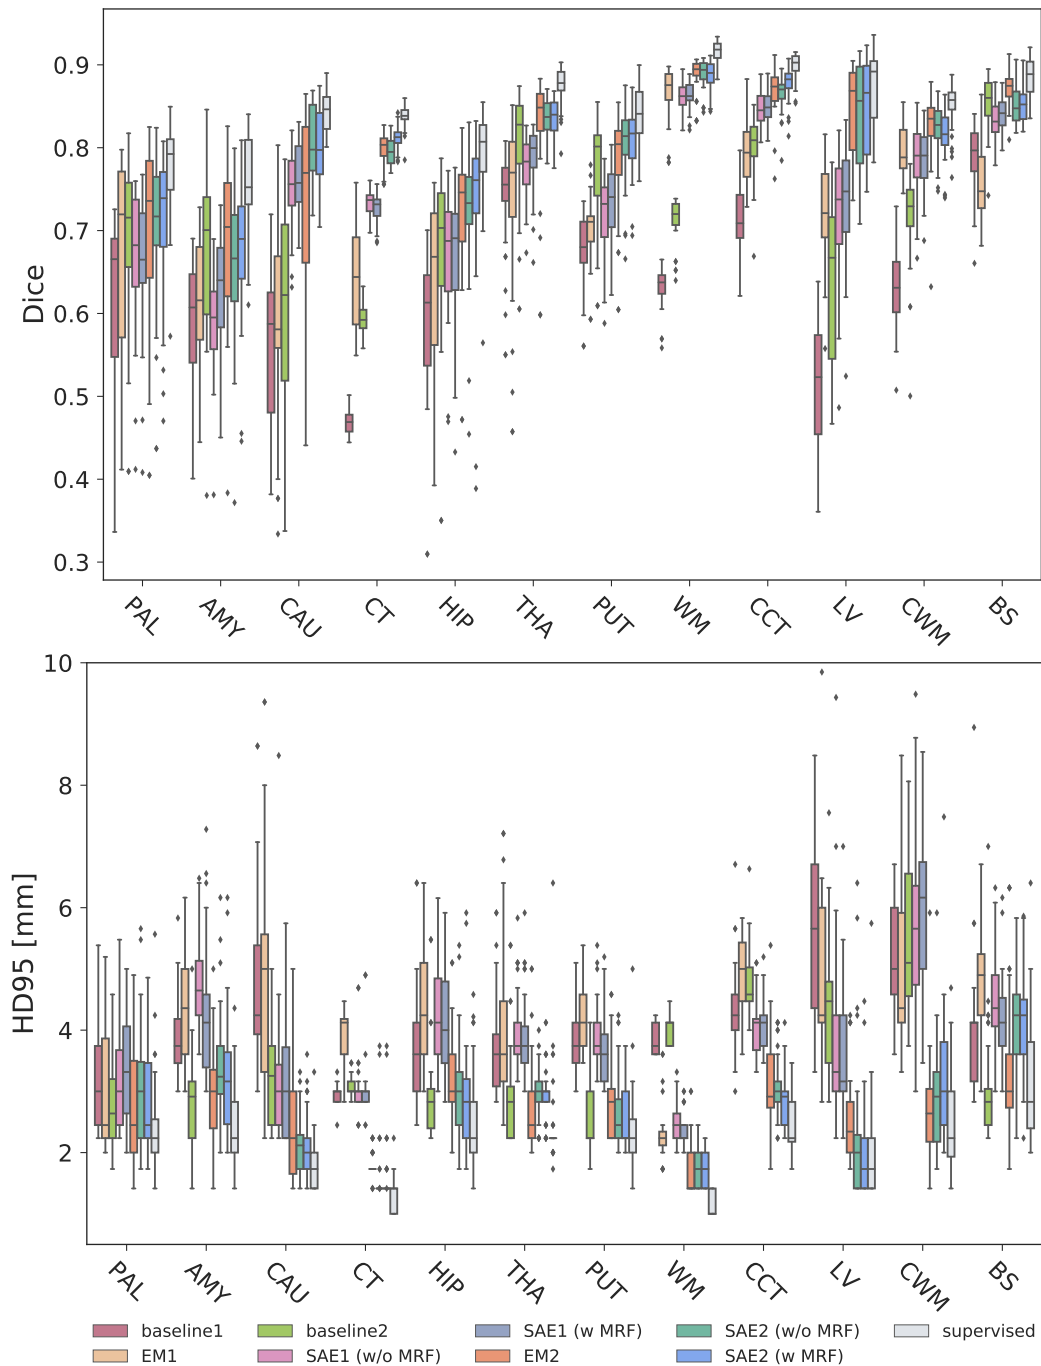 0.9
0.8
0.7
0.6
0.5
0.4
0.3
Dice
PAL AMY CAU CT HIP THA PUT WM CCT LV CWM BS
10
8
6
4
2
HD95 [mm]
PAL AMY CAU CT HIP THA PUT WM CCT LV CWM BS
baseline1 baseline2 SAE1 (w MRF) SAE2 (w/o MRF) supervised
EM1 SAE1 (w/o MRF) EM2 SAE2 (w MRF)